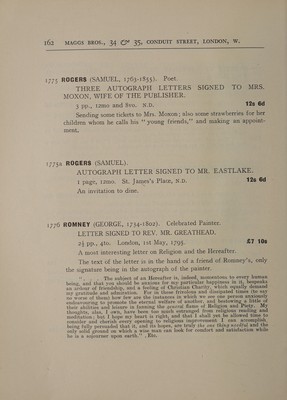 162 MAGGS BROS., 34 & 35, CONDUIT STREET, LONDON, W.
1775 ROGERS (SAMUEL, 1763-1855). Poet.
THREE AUTOGRAPH LETTERS SIGNED TO MRS.
MOXON, WIFE OF THE PUBLISHER.
3 pp., 12mo and 8vo. N.D. 12s 6d
Sending some tickets to Mrs. Moxon; also some strawberries for her
children whom he calls his "young friends," and making an appoint-
ment.
1775a ROGERS (SAMUEL).
AUTOGRAPH LETTER SIGNED TO MR. EASTLAKE.
1 page, 12mo. St. James's Place, N.D. 12s 6d
An invitation to dine.
1776 ROMNEY (GEORGE, 1734-1802). Celebrated Painter.
LETTER SIGNED TO REV. MR. GREATHEAD.
2½ pp., 4to. London, 1st May, 1795. £7 10s
A most interesting letter on Religion and the Hereafter.
The text of the letter is in the hand of a friend of Romney's, only
the signature being in the autograph of the painter.
". . . . The subject of an Hereafter is, indeed, momentous to every human
being, and that you should be anxious for my particular happiness in it, bespeaks
an ardour of friendship, and a feeling of Christian Charity, which equally demand
my gratitude and admiration. For in these frivolous and dissipated times (to say
no worse of them) how few are the instances in which we see one person seriously
endeavouring to promote the eternal welfare of another, and bestowing a little of
their abilities and leisure in fanning the sacred flame of Religion and Piety. My
thoughts, alas, I own, have been too much estranged from religious reading and
meditation; but I hope my heart is right, and that I shall be allowed time to
consider and cherish every opening to religious improvement I can accomplish,
being fully persuaded that it, and its hopes, are truly the one thing needful and the
only solid ground on which a wise man can look for comfort and satisfaction while
he is a sojourner upon earth." Etc.